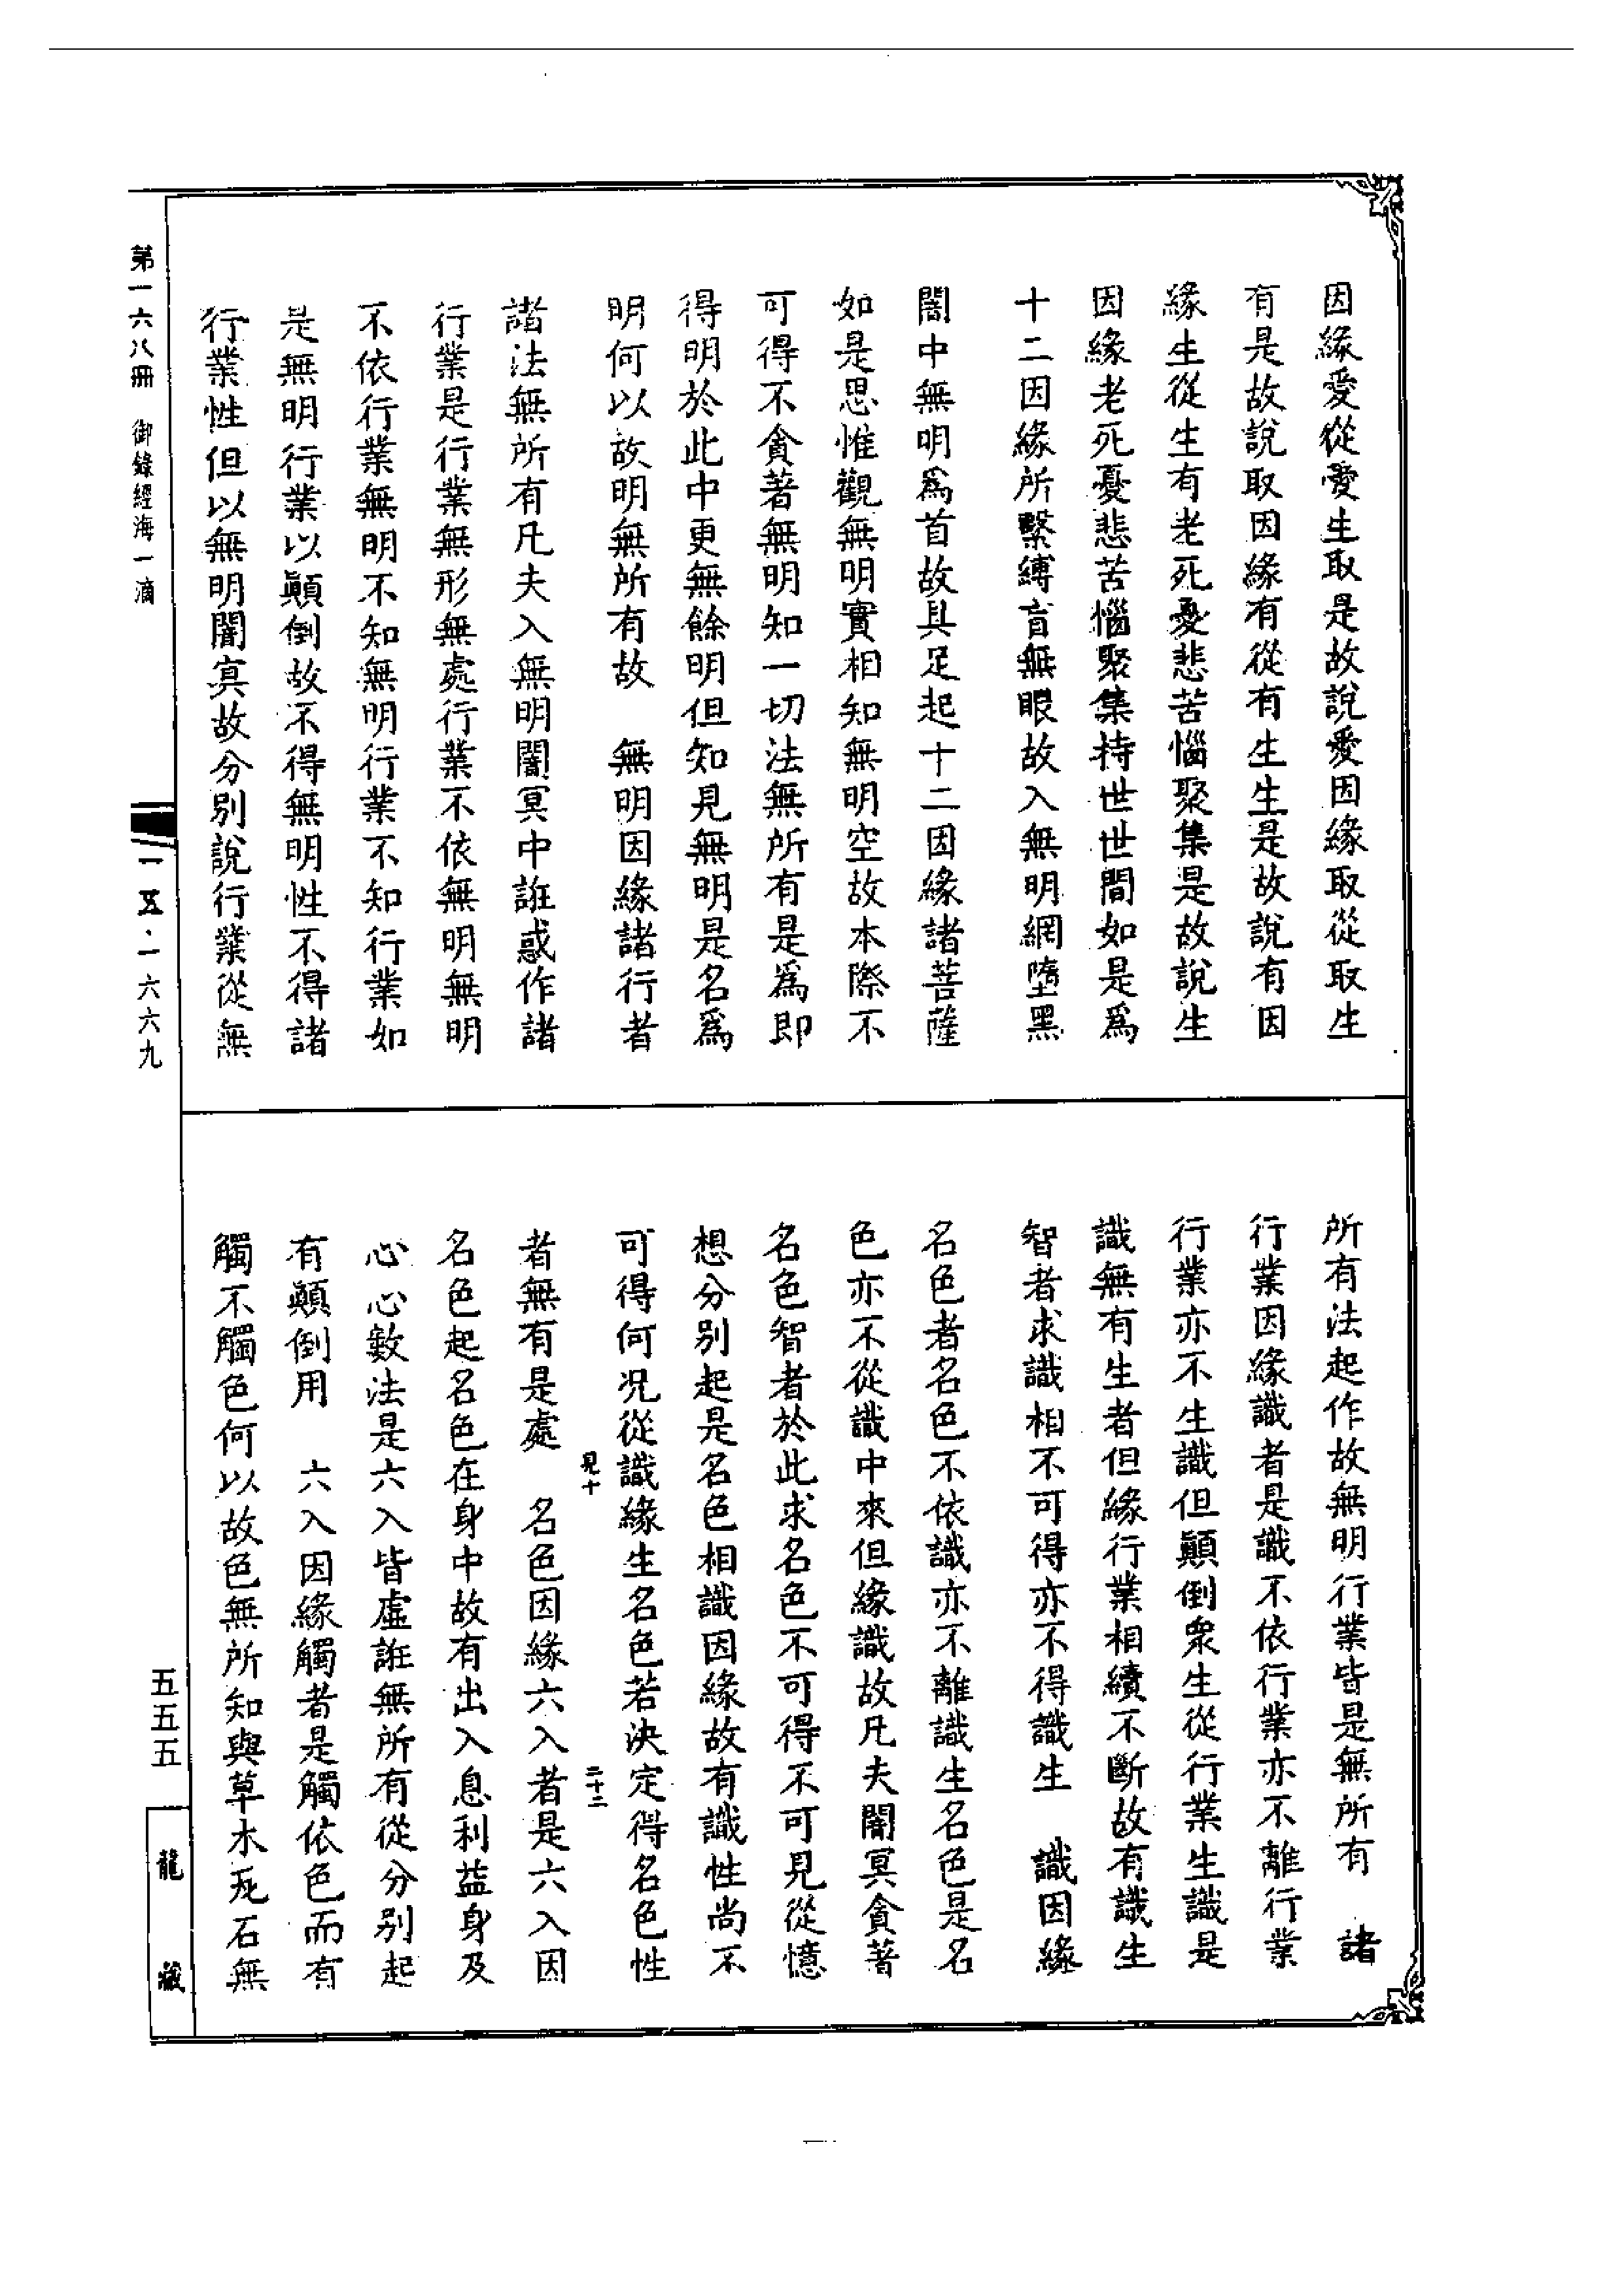 因緣愛從愛生取是故說愛因緣取從取生
有是故說取因緣有從有生生是故說有因
緣生從生有老死憂悲苦惱聚集是故說生
因緣老死憂悲苦惱聚集持世世間如是爲
十二因緣所繫縛盲無眼故入無明網墮黑
闇中無明爲首故具足起十二因緣諸菩薩
如是思惟觀無明實相知無明空故本際不
可得不貪著無明知一切法無所有是爲即
得明於此中更無餘明但知見無明是名爲
明何以故明無所有故　無明因緣諸行者
諸法無所有凡夫入無明闇冥中誑惑作諸
行業是行業無形無處行業不依無明無明
不依行業無明不知無明行業不知行業如
是無明行業以顚倒故不得無明性不得諸
行業性但以無明闇冥故分別說行業從無
所有法起作故無明行業皆是無所有　諸
行業因緣識者是識不依行業亦不離行業
行業亦不生識但顚倒衆生從行業生識是
識無有生者但緣行業相續不斷故有識生
智者求識相不可得亦不得識生　識因緣
名色者名色不依識亦不離識生名色是名
色亦不從識中來但緣識故凡夫闇冥貪著
名色智者於此求名色不可得不可見從憶
想分別起是名色相識因緣故有識性尚不
可得何况從識緣生名色若決定得名色性
見十　二十二
者無有是處　名色因緣六入者是六入因
名色起名色在身中故有出入息利益身及
心心數法是六入皆虛誑無所有從分別起
有顚倒用　六入因緣觸者是觸依色而有
觸不觸色何以故色無所知與草木瓦石無
第一六八冊　御錄經海一滴
一五·一六六九
五五五
龍藏